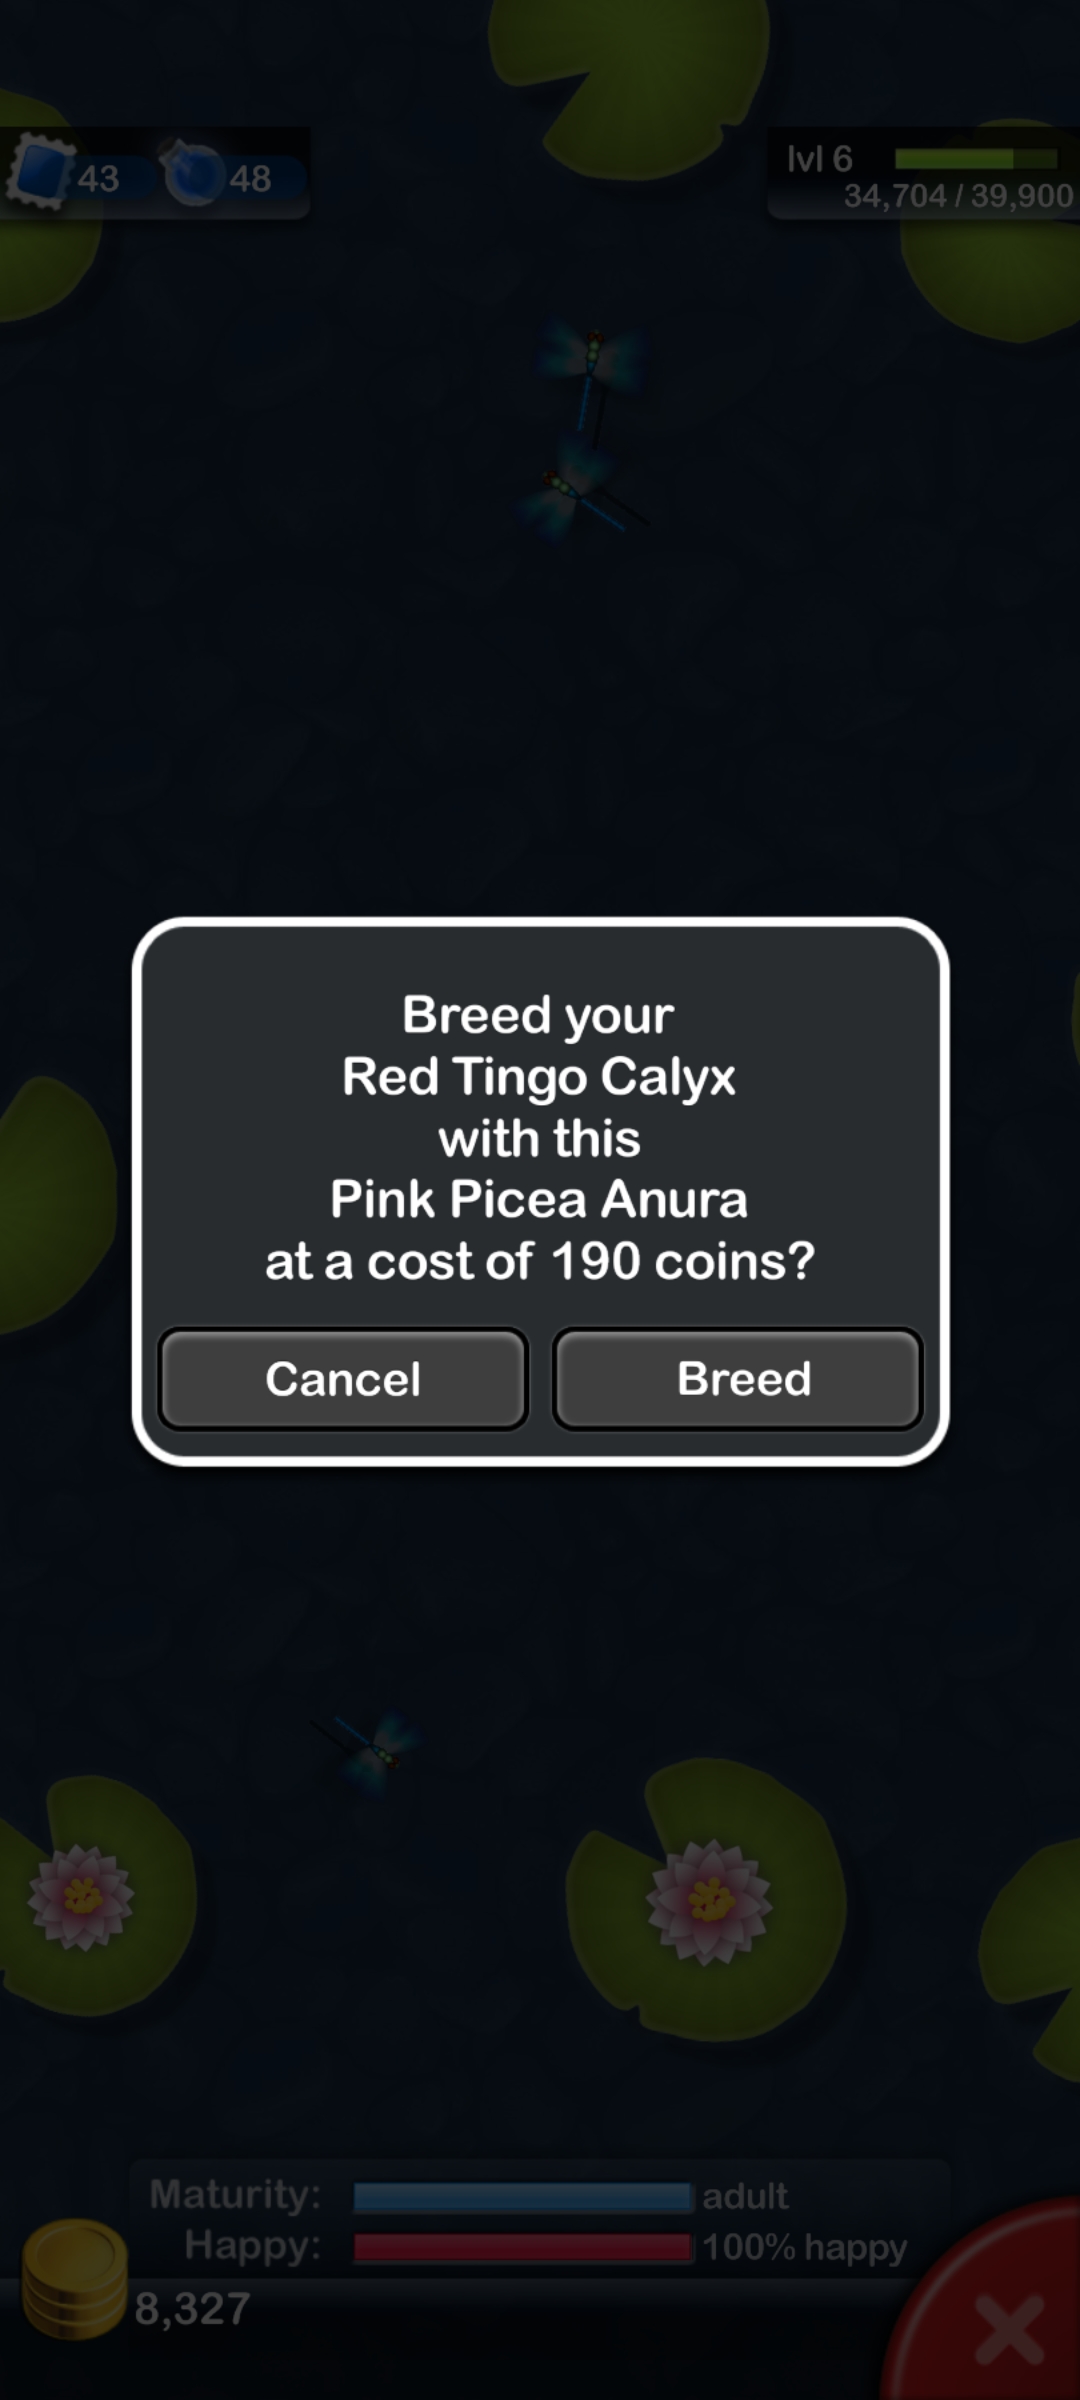 43
48
lvl 6
34,704 / 39,900
Breed your
Red Tingo Calyx
with this
Pink Picea Anura
at a cost of 190 coins?
Cancel
Breed
Maturity: adult
Happy: 100% happy
8,327